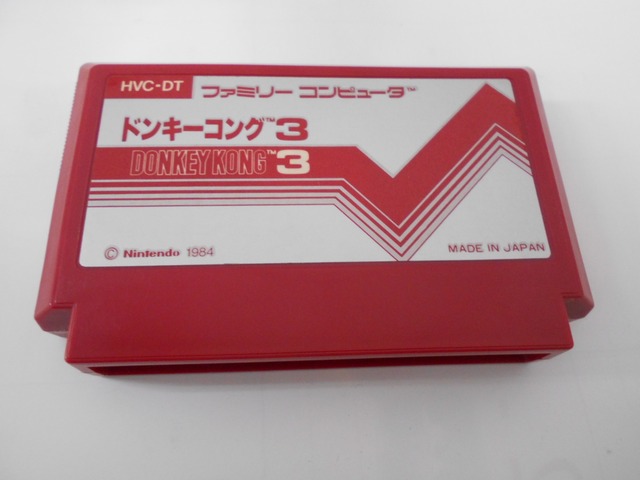 HVC-DT ファミリー コンピュータ™
ドンキーコング™3
DONKEY KONG™3
© Nintendo 1984
MADE IN JAPAN